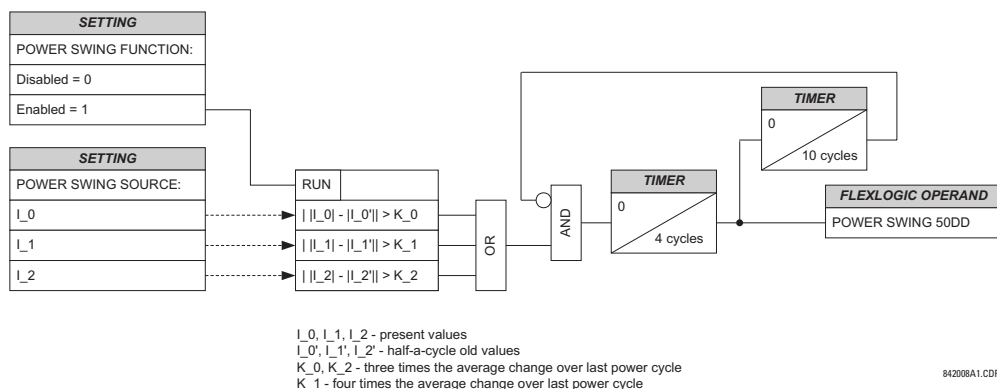 SETTING
POWER SWING FUNCTION:
Disabled = 0
Enabled = 1
SETTING
POWER SWING SOURCE:
I_0
I_1
I_2
RUN
| |I_0| - |I_0'|| > K_0
| |I_1| - |I_1'|| > K_1
| |I_2| - |I_2'|| > K_2
OR
AND
TIMER
0
4 cycles
TIMER
0
10 cycles
FLEXLOGIC OPERAND
POWER SWING 50DD
I_0, I_1, I_2 - present values
I_0', I_1', I_2' - half-a-cycle old values
K_0, K_2 - three times the average change over last power cycle
K_1 - four times the average change over last power cycle
842008A1.CDR